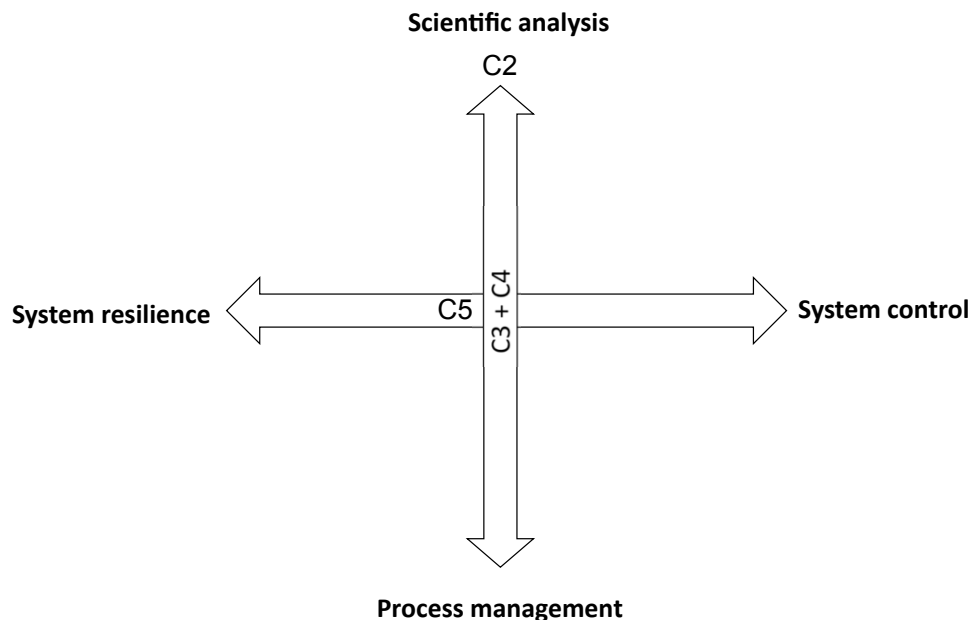 Scientific analysis
C2
System resilience
C5
C3 + C4
System control
Process management